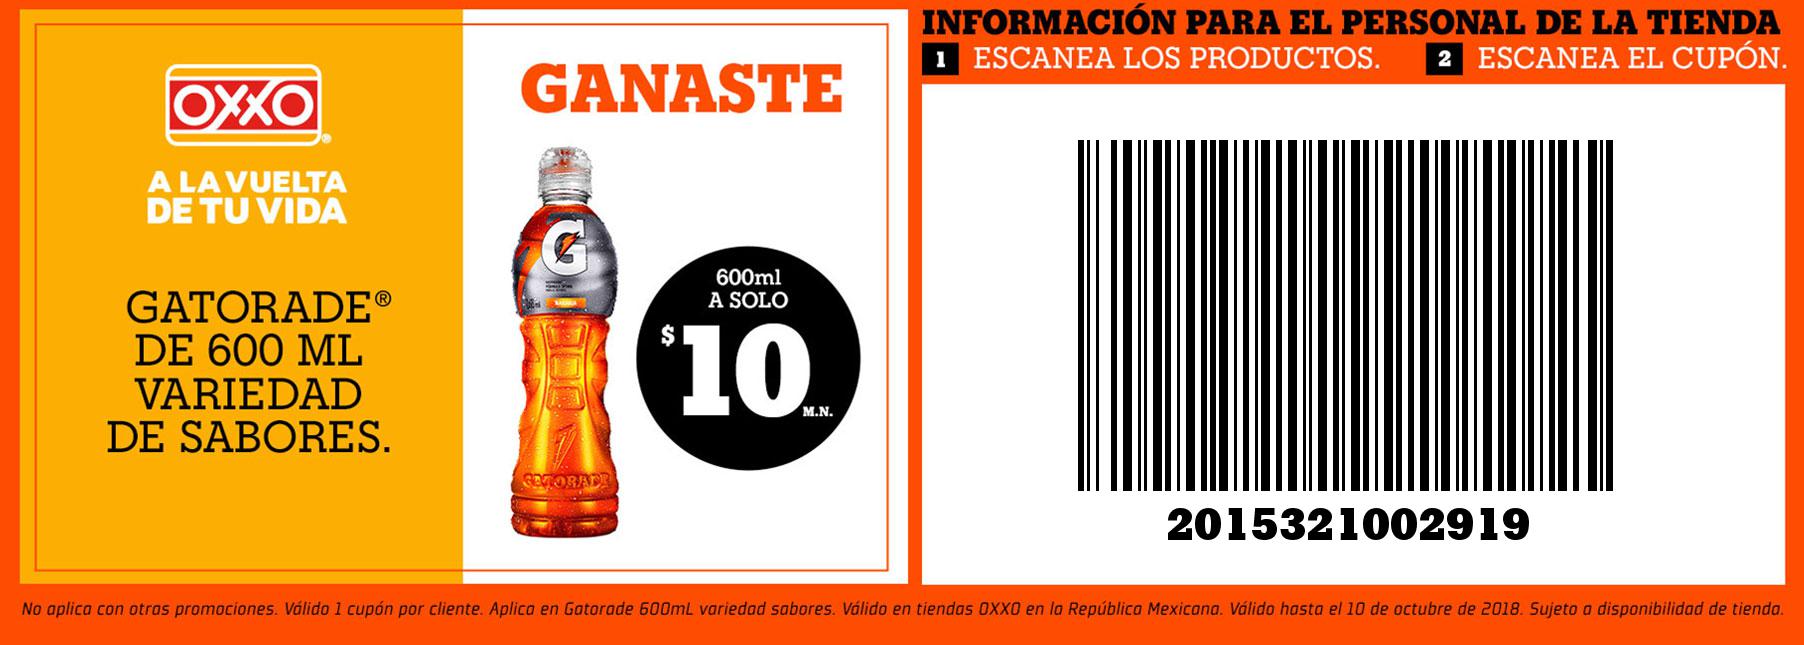 OXXO®
A LA VUELTA
DE TU VIDA
GATORADE®
DE 600 ML
VARIEDAD
DE SABORES.
GANASTE
G
GATORADE
600ml
A SOLO
$10 M.N.
INFORMACIÓN PARA EL PERSONAL DE LA TIENDA
1 ESCANEA LOS PRODUCTOS. 2 ESCANEA EL CUPÓN.
2015321002919
No aplica con otras promociones. Válido 1 cupón por cliente. Aplica en Gatorade 600mL variedad sabores. Válido en tiendas OXXO en la República Mexicana. Válido hasta el 10 de octubre de 2018. Sujeto a disponibilidad de tienda.